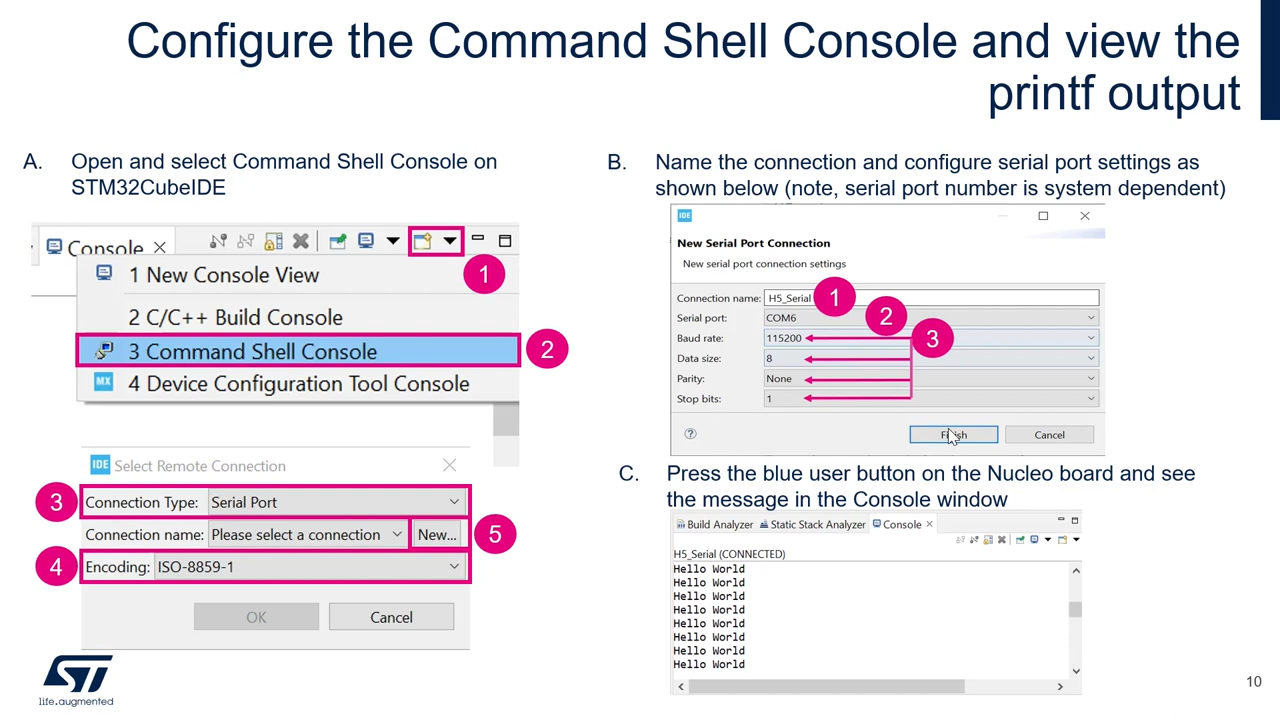 Configure the Command Shell Console and view the
printf output
A. Open and select Command Shell Console on
STM32CubeIDE
Console
1
1 New Console View
2 C/C++ Build Console
3 Command Shell Console
2
MX 4 Device Configuration Tool Console
IDE Select Remote Connection
3 Connection Type: Serial Port
Connection name: Please select a connection New... 5
4 Encoding: ISO-8859-1
OK Cancel
B. Name the connection and configure serial port settings as
shown below (note, serial port number is system dependent)
IDE
New Serial Port Connection
New serial port connection settings
Connection name: H5_Serial 1
Serial port: COM6 2
Baud rate: 115200 3
Data size: 8
Parity: None
Stop bits: 1
? Finish Cancel
C. Press the blue user button on the Nucleo board and see
the message in the Console window
Build Analyzer Static Stack Analyzer Console
H5_Serial (CONNECTED)
Hello World
Hello World
Hello World
Hello World
Hello World
Hello World
Hello World
Hello World
ST
life.augmented
10